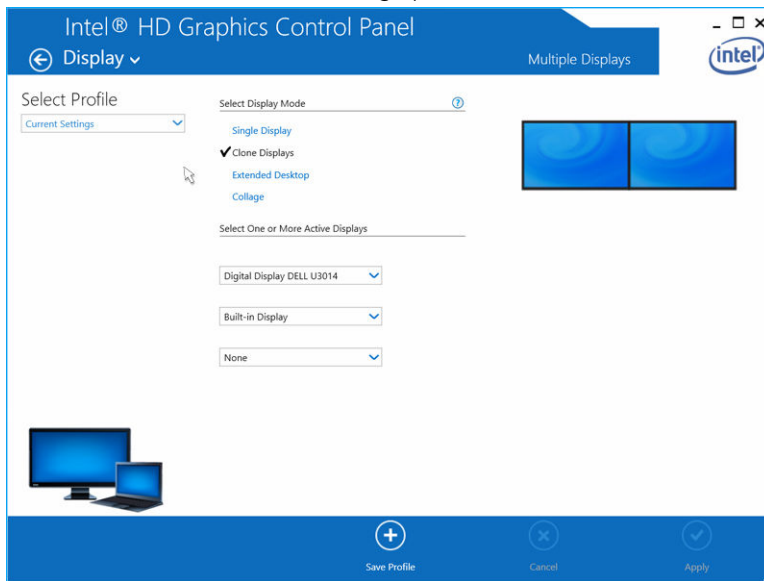 Intel® HD Graphics Control Panel
Display
Multiple Displays
intel
Select Profile
Current Settings
Select Display Mode
?
Single Display
Clone Displays
Extended Desktop
Collage
Select One or More Active Displays
Digital Display DELL U3014
Built-in Display
None
Save Profile
Cancel
Apply